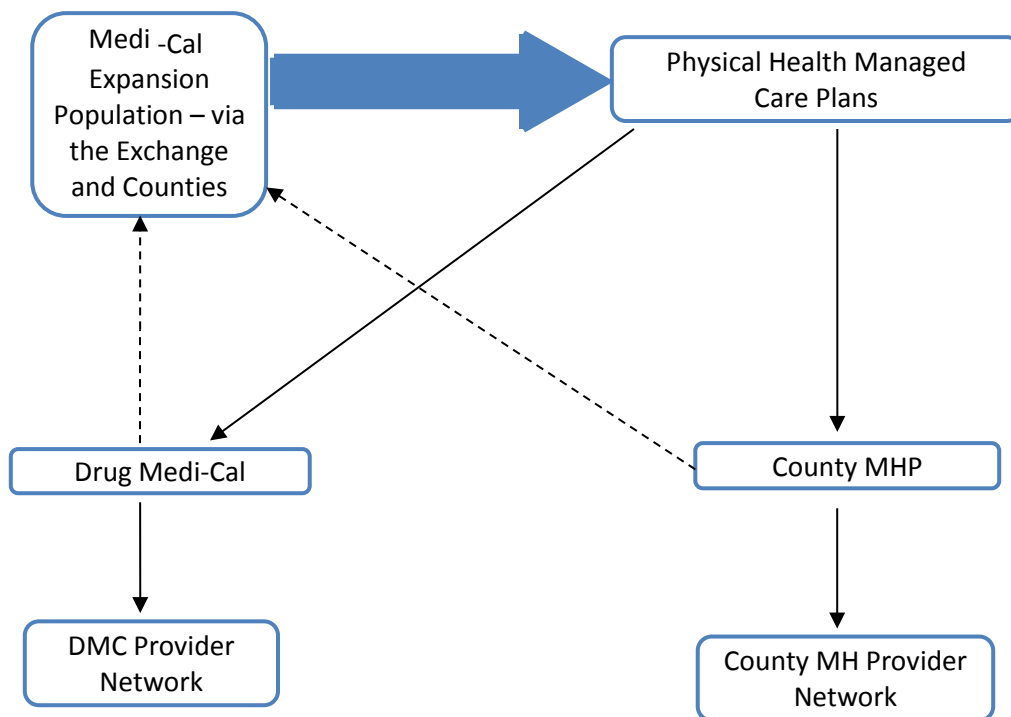 Medi -Cal
Expansion
Population – via
the Exchange
and Counties
Physical Health Managed
Care Plans
Drug Medi-Cal
County MHP
DMC Provider
Network
County MH Provider
Network